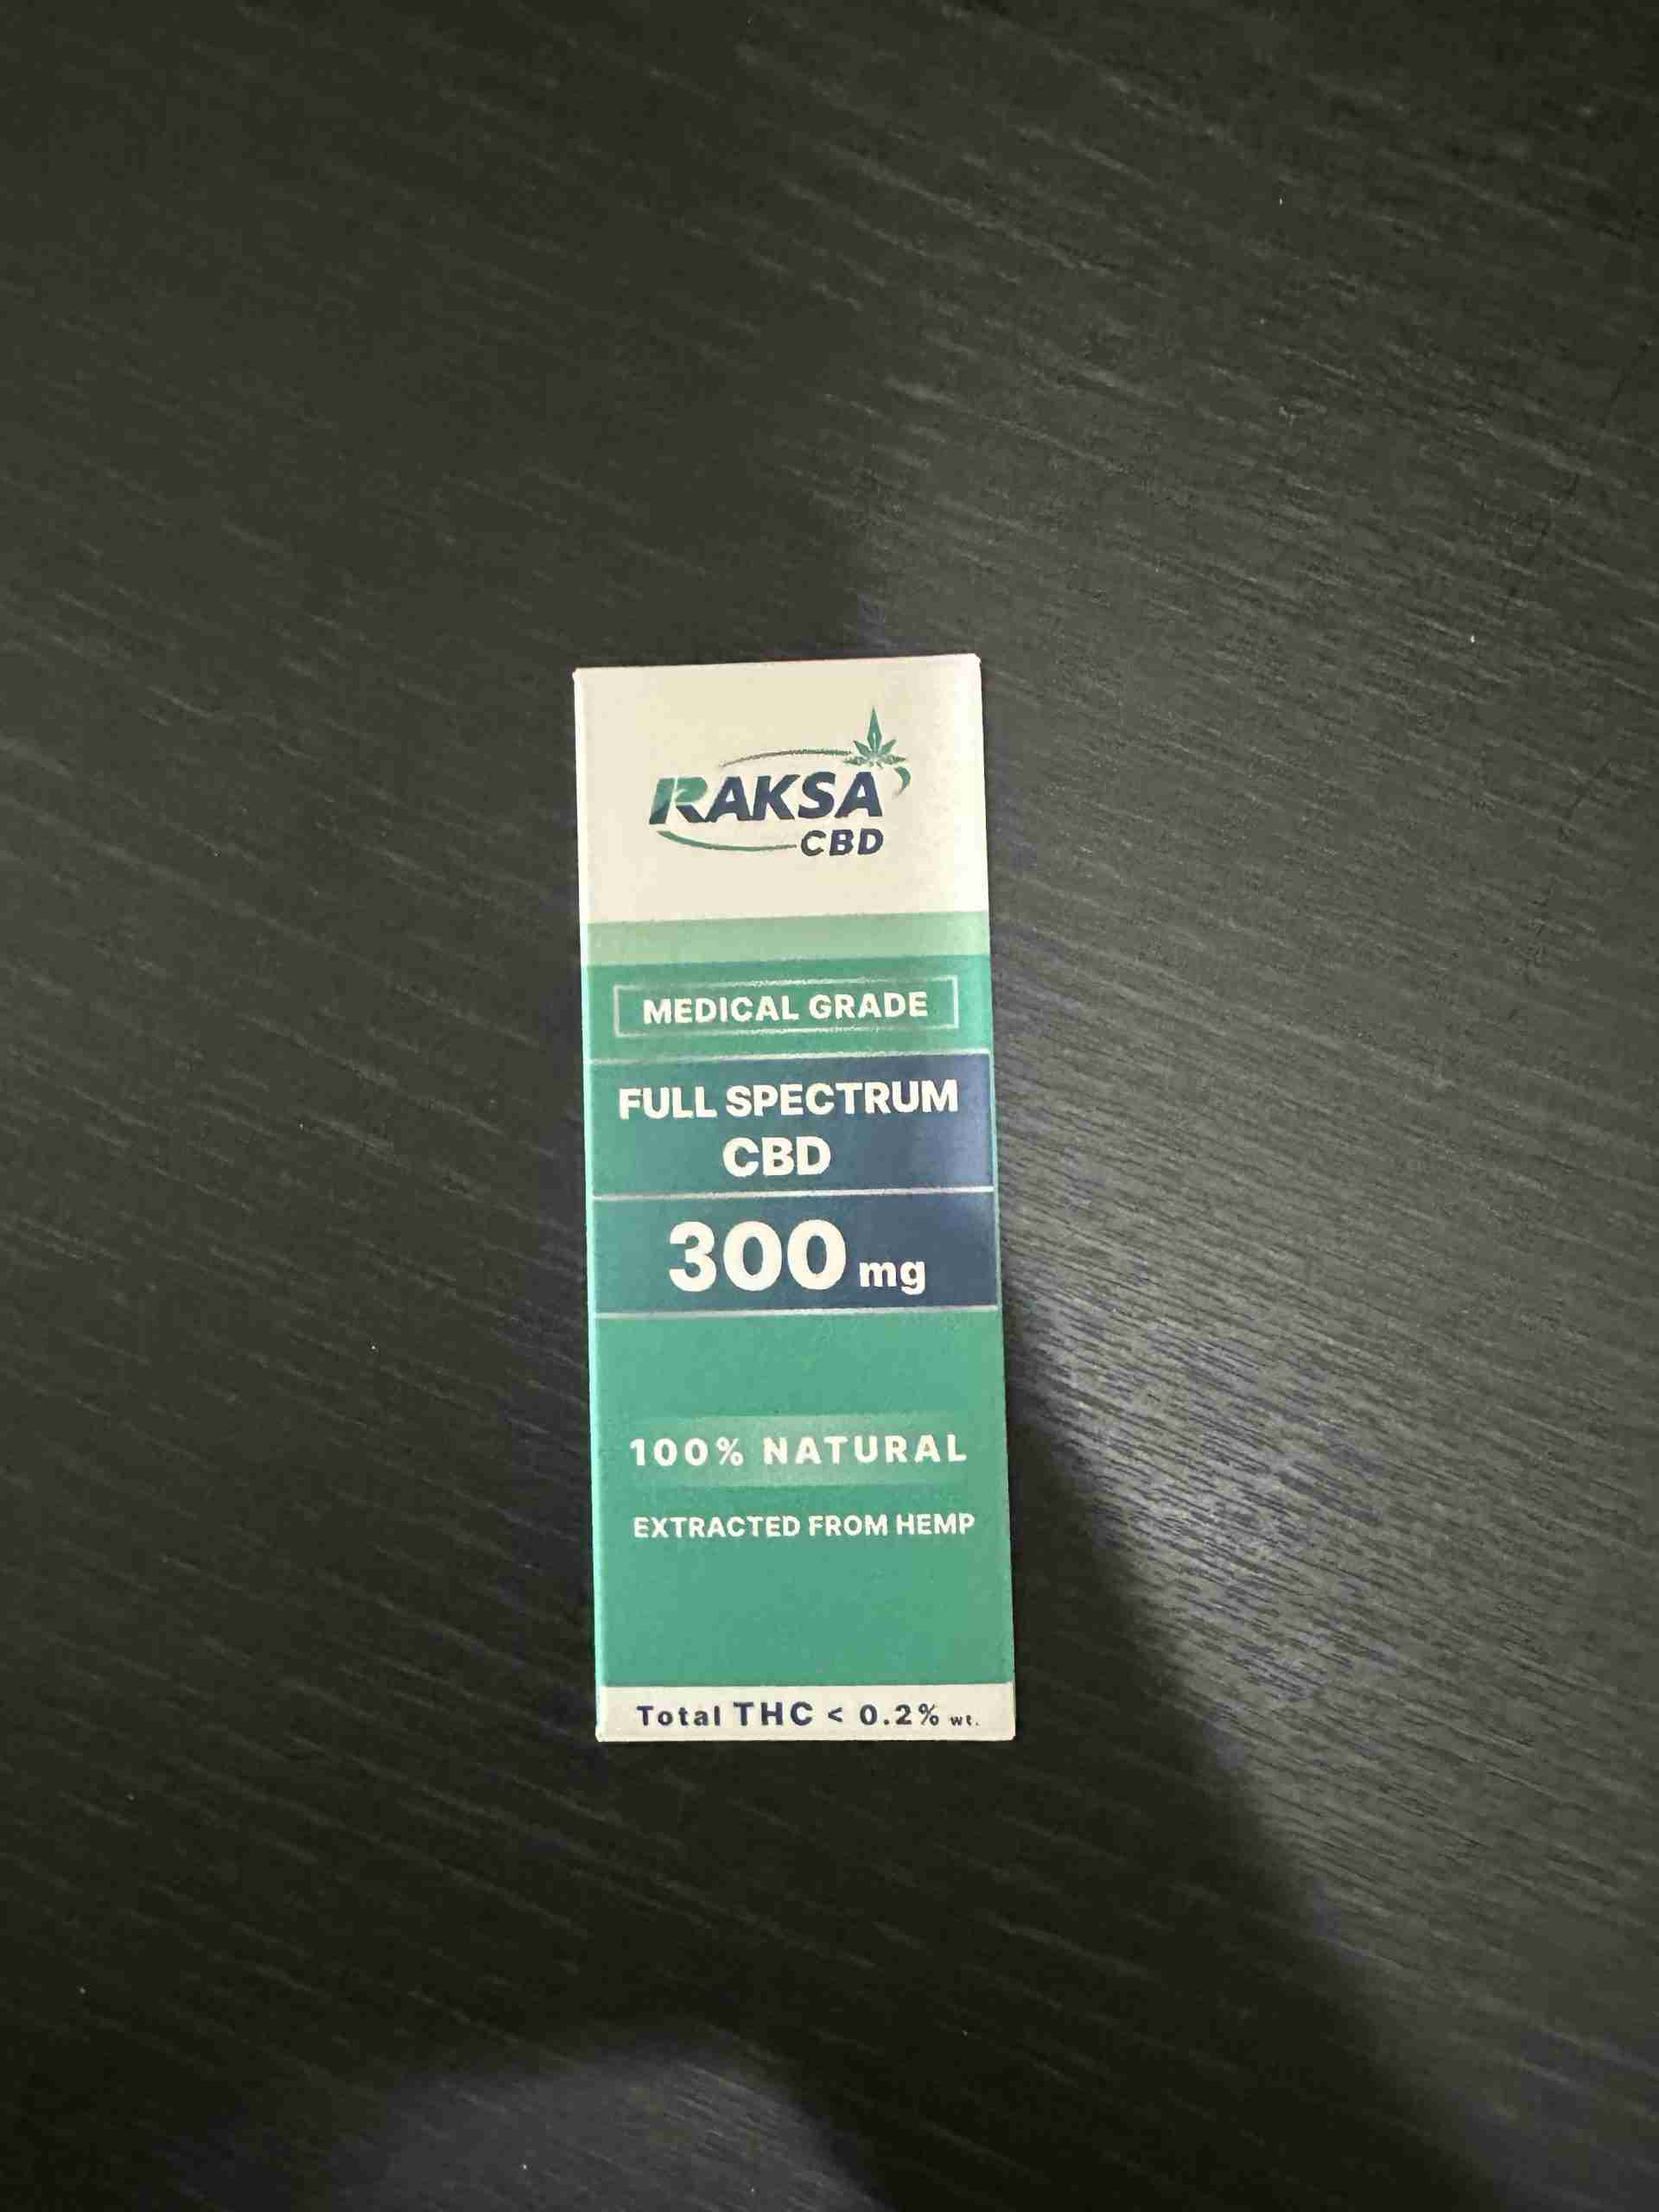 RAKSA
CBD
MEDICAL GRADE
FULL SPECTRUM
CBD
300 mg
100% NATURAL
EXTRACTED FROM HEMP
Total THC < 0.2% wt.